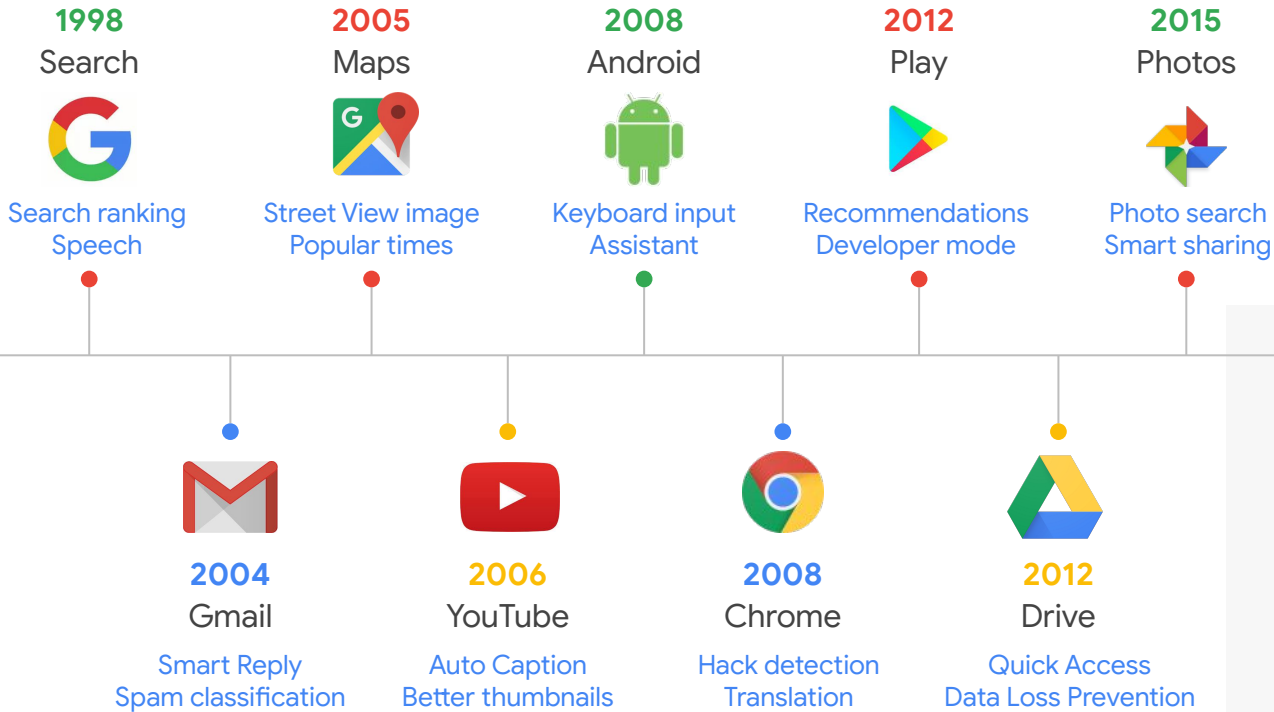 1998
Search
Search ranking
Speech
2005
Maps
G
Street View image
Popular times
2008
Android
Keyboard input
Assistant
2012
Play
Recommendations
Developer mode
2015
Photos
Photo search
Smart sharing
2004
Gmail
Smart Reply
Spam classification
2006
YouTube
Auto Caption
Better thumbnails
2008
Chrome
Hack detection
Translation
2012
Drive
Quick Access
Data Loss Prevention